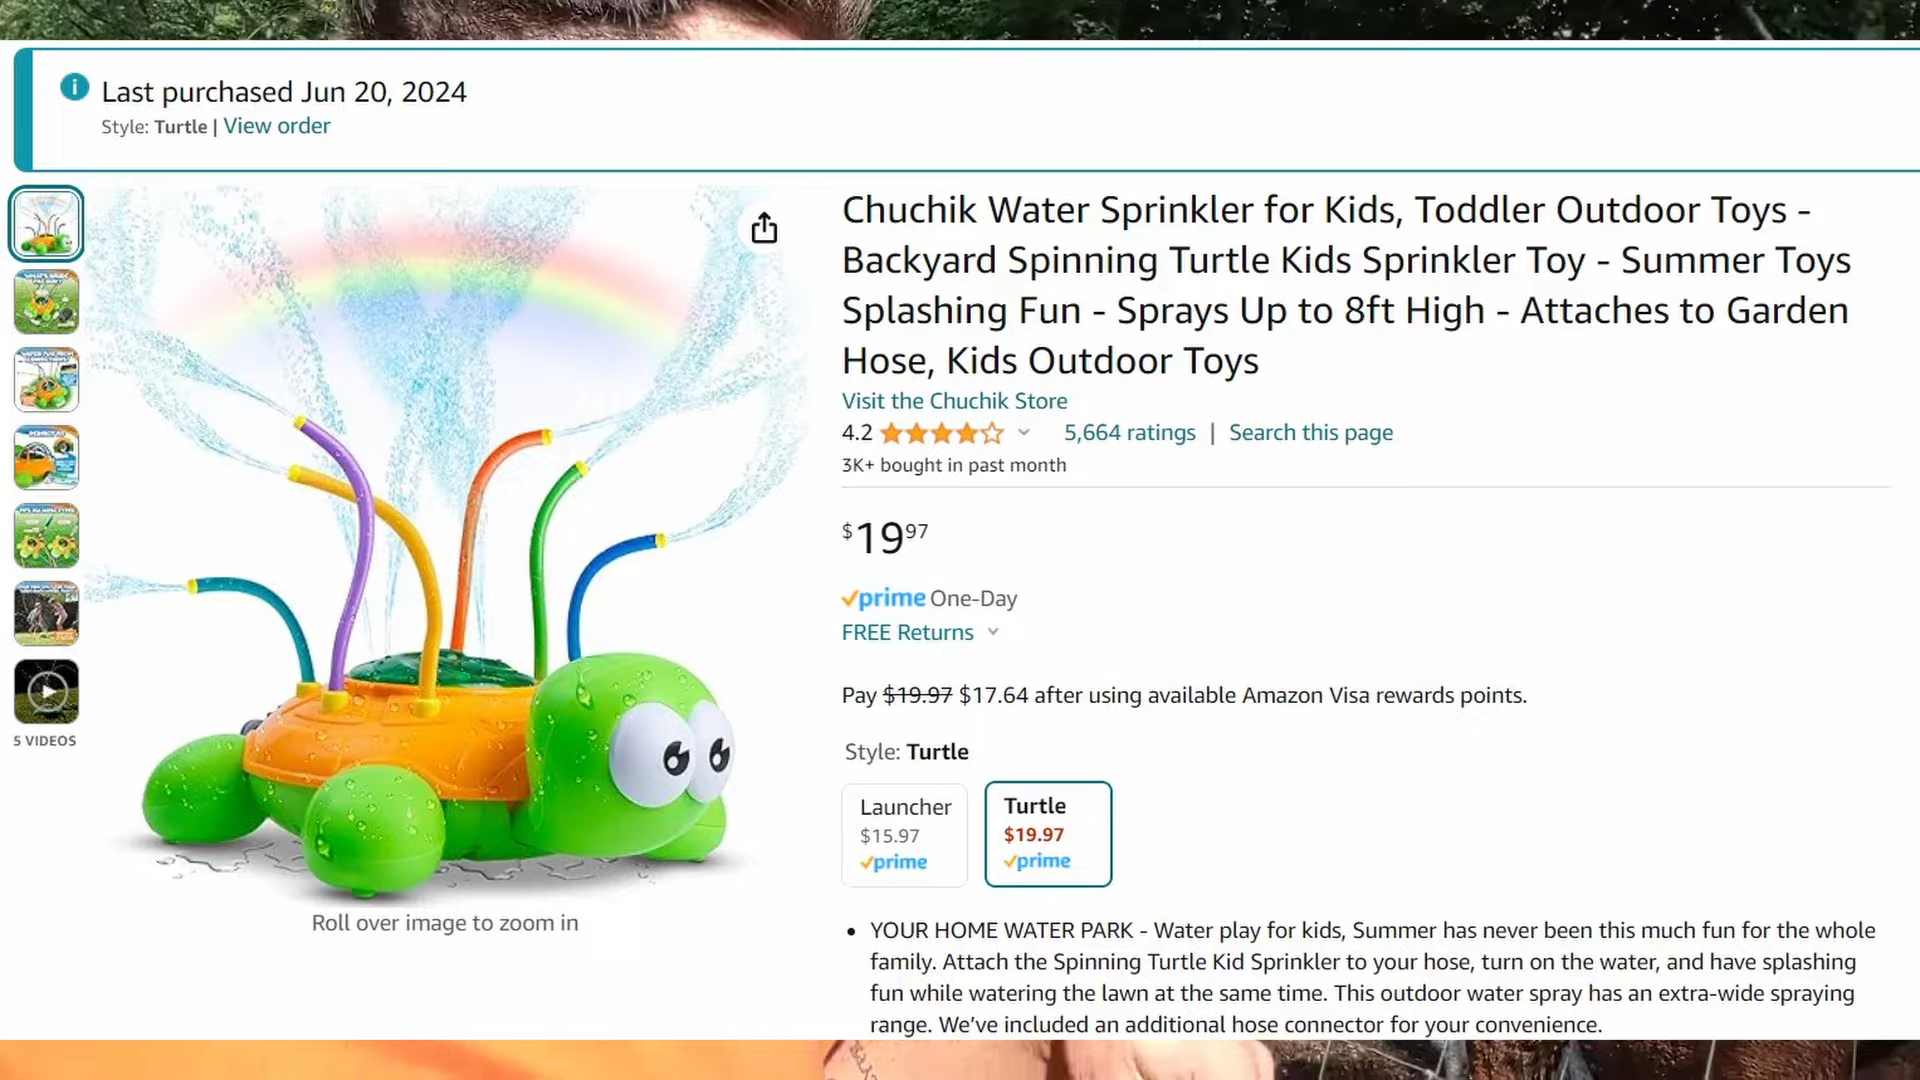 Last purchased Jun 20, 2024
Style: Turtle | View order
Chuchik Water Sprinkler for Kids, Toddler Outdoor Toys -
Backyard Spinning Turtle Kids Sprinkler Toy - Summer Toys
Splashing Fun - Sprays Up to 8ft High - Attaches to Garden
Hose, Kids Outdoor Toys
Visit the Chuchik Store
4.2 5,664 ratings | Search this page
3K+ bought in past month
$19.97
prime One-Day
FREE Returns
Pay $19.97 $17.64 after using available Amazon Visa rewards points.
Style: Turtle
Launcher
$15.97
prime
Turtle
$19.97
prime
5 VIDEOS
Roll over image to zoom in
• YOUR HOME WATER PARK - Water play for kids, Summer has never been this much fun for the whole
family. Attach the Spinning Turtle Kid Sprinkler to your hose, turn on the water, and have splashing
fun while watering the lawn at the same time. This outdoor water spray has an extra-wide spraying
range. We’ve included an additional hose connector for your convenience.